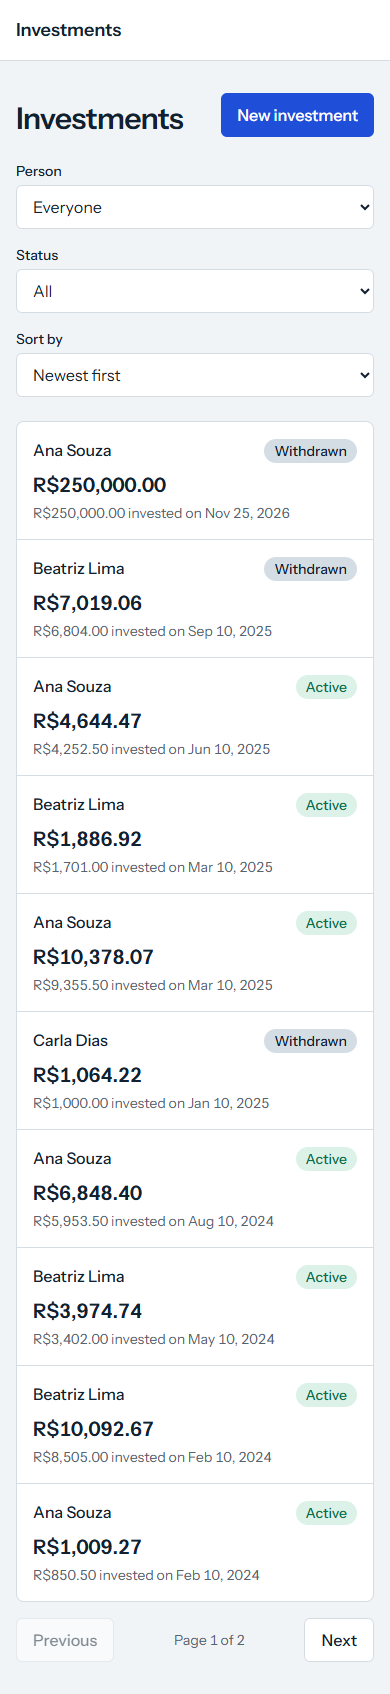 Investments
Investments
New investment
Person
Everyone
Status
All
Sort by
Newest first
Ana Souza
Withdrawn
R$250,000.00
R$250,000.00 invested on Nov 25, 2026
Beatriz Lima
Withdrawn
R$7,019.06
R$6,804.00 invested on Sep 10, 2025
Ana Souza
Active
R$4,644.47
R$4,252.50 invested on Jun 10, 2025
Beatriz Lima
Active
R$1,886.92
R$1,701.00 invested on Mar 10, 2025
Ana Souza
Active
R$10,378.07
R$9,355.50 invested on Mar 10, 2025
Carla Dias
Withdrawn
R$1,064.22
R$1,000.00 invested on Jan 10, 2025
Ana Souza
Active
R$6,848.40
R$5,953.50 invested on Aug 10, 2024
Beatriz Lima
Active
R$3,974.74
R$3,402.00 invested on May 10, 2024
Beatriz Lima
Active
R$10,092.67
R$8,505.00 invested on Feb 10, 2024
Ana Souza
Active
R$1,009.27
R$850.50 invested on Feb 10, 2024
Previous
Page 1 of 2
Next